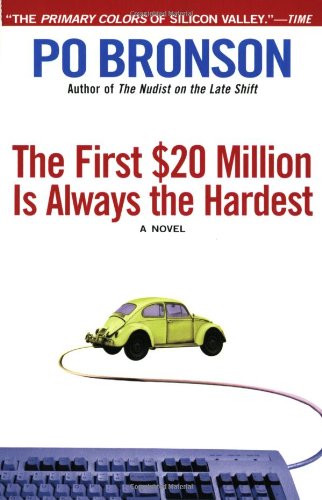 “THE PRIMARY COLORS OF SILICON VALLEY.”—TIME
PO BRONSON
Author of The Nudist on the Late Shift
The First $20 Million
Is Always the Hardest
A NOVEL